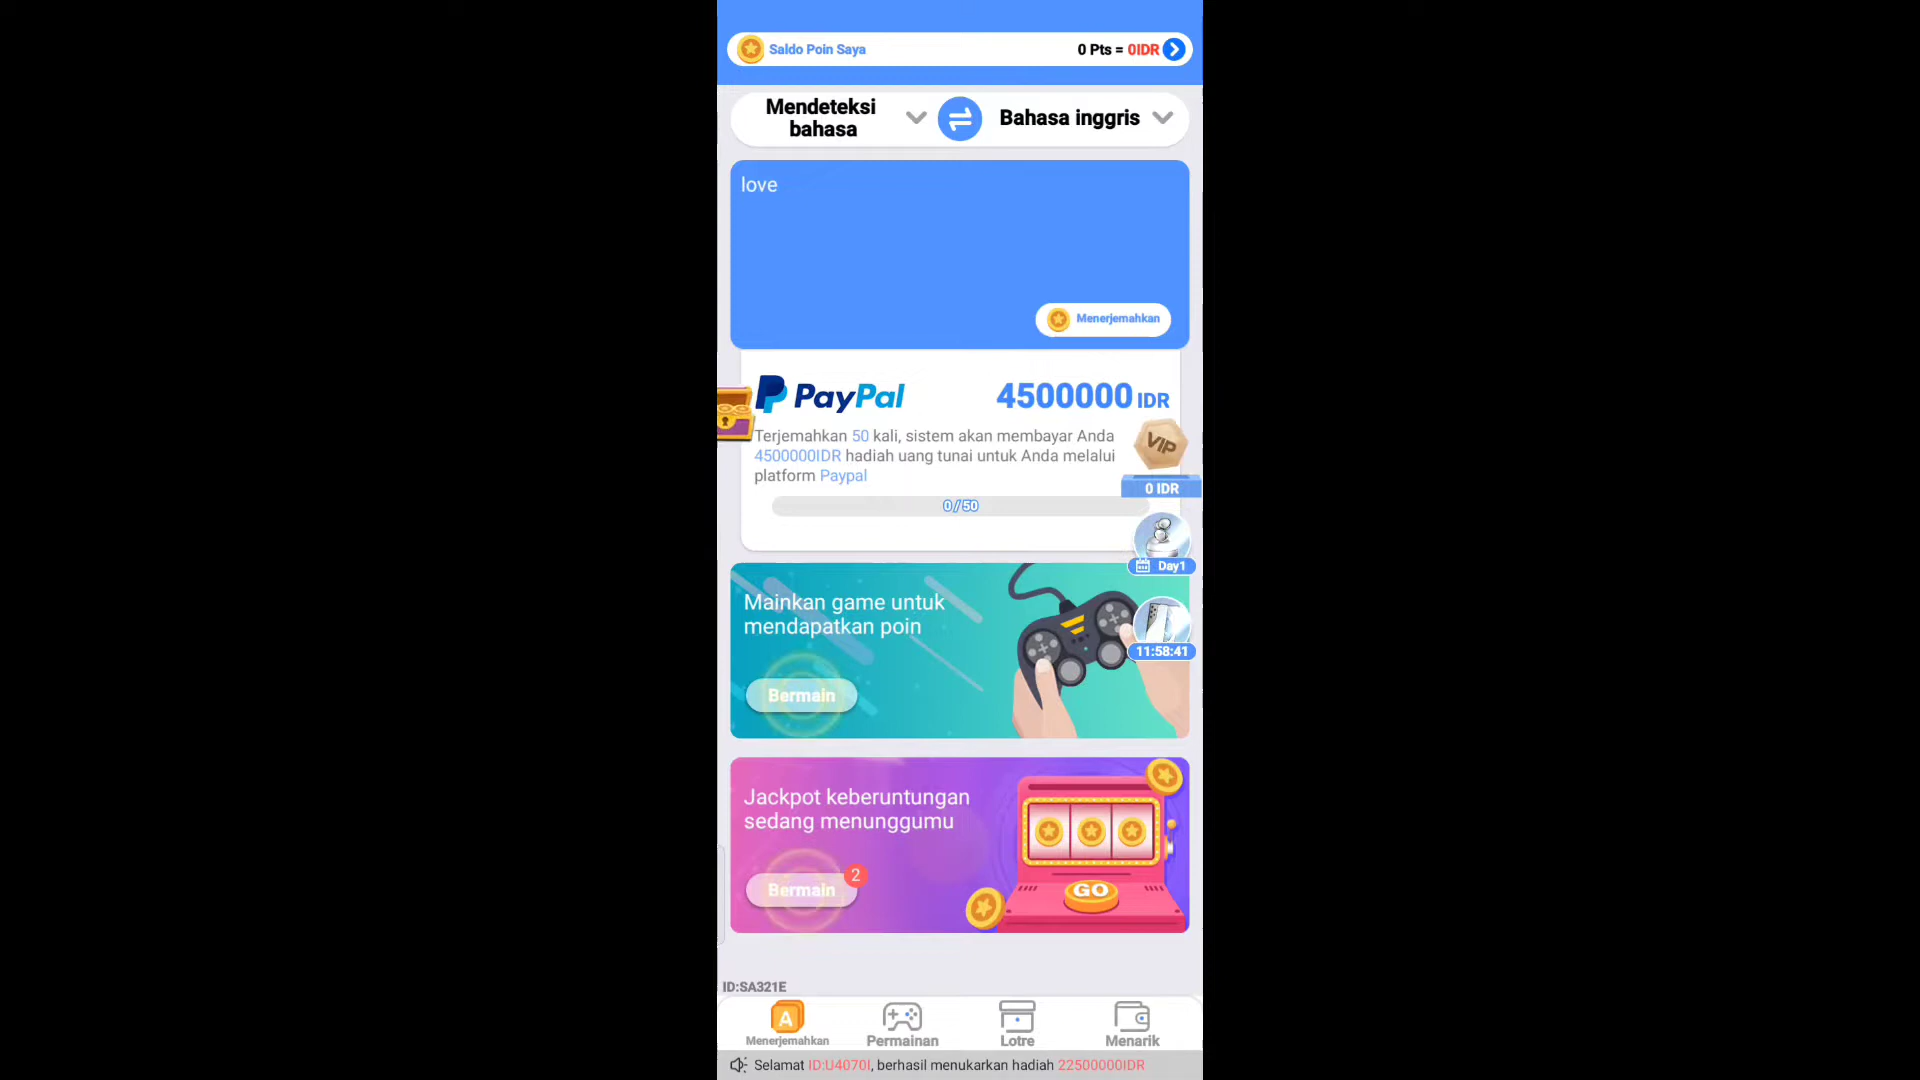 Saldo Poin Saya
0 Pts = 0IDR
Mendeteksi
bahasa
Bahasa inggris
love
Menerjemahkan
PayPal
4500000 IDR
Terjemahkan 50 kali, sistem akan membayar Anda
4500000IDR hadiah uang tunai untuk Anda melalui
platform Paypal
VIP
0 IDR
0/50
Day1
Mainkan game untuk
mendapatkan poin
11:58:41
Bermain
Jackpot keberuntungan
sedang menunggumu
Bermain
2
GO
ID:SA321E
A
Menerjemahkan
Permainan
Lotre
Menarik
Selamat ID:U4070I, berhasil menukarkan hadiah 22500000IDR